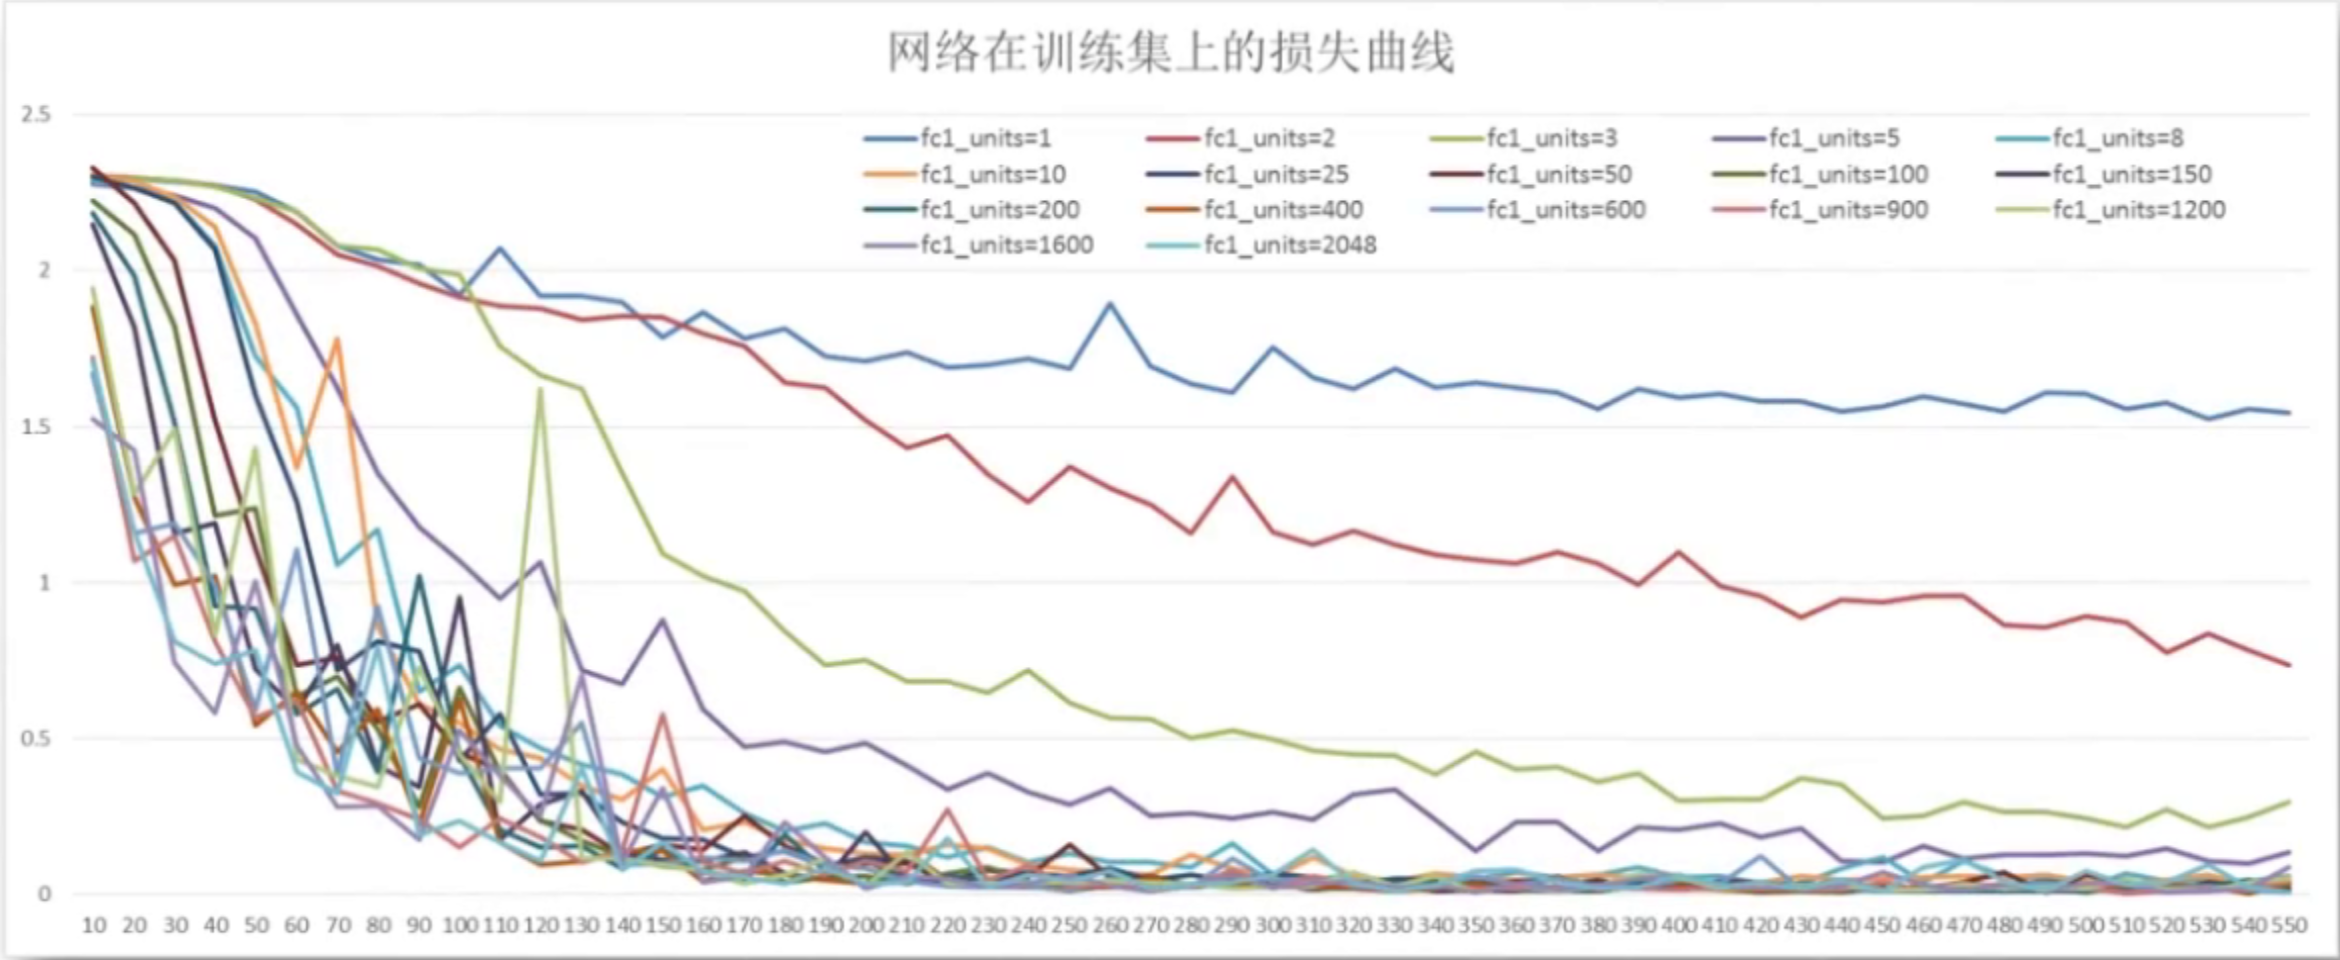 网络在训练集上的损失曲线
2.5
fc1_units=1 fc1_units=2 fc1_units=3 fc1_units=5 fc1_units=8
fc1_units=10 fc1_units=25 fc1_units=50 fc1_units=100 fc1_units=150
fc1_units=200 fc1_units=400 fc1_units=600 fc1_units=900 fc1_units=1200
fc1_units=1600 fc1_units=2048
2
1.5
1
0.5
0
10 20 30 40 50 60 70 80 90 100 110 120 130 140 150 160 170 180 190 200 210 220 230 240 250 260 270 280 290 300 310 320 330 340 350 360 370 380 390 400 410 420 430 440 450 460 470 480 490 500 510 520 530 540 550